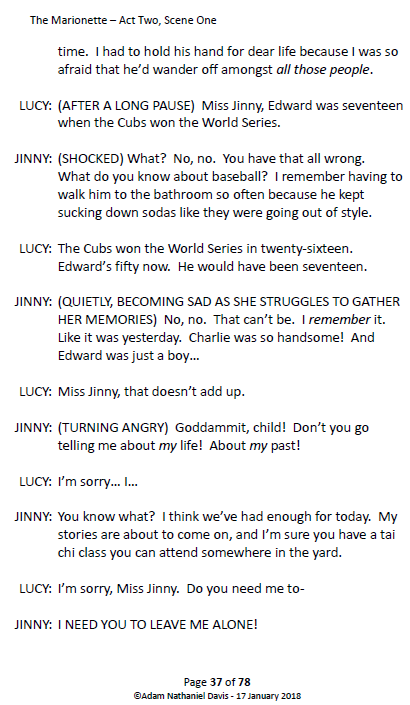 The Marionette – Act Two, Scene One
time.  I had to hold his hand for dear life because I was so
afraid that he'd wander off amongst all those people.
LUCY: (AFTER A LONG PAUSE)  Miss Jinny, Edward was seventeen
when the Cubs won the World Series.
JINNY: (SHOCKED) What?  No, no.  You have that all wrong.
What do you know about baseball?  I remember having to
walk him to the bathroom so often because he kept
sucking down sodas like they were going out of style.
LUCY: The Cubs won the World Series in twenty-sixteen.
Edward's fifty now.  He would have been seventeen.
JINNY: (QUIETLY, BECOMING SAD AS SHE STRUGGLES TO GATHER
HER MEMORIES)  No, no.  That can't be.  I remember it.
Like it was yesterday.  Charlie was so handsome!  And
Edward was just a boy…
LUCY: Miss Jinny, that doesn't add up.
JINNY: (TURNING ANGRY)  Goddammit, child!  Don't you go
telling me about my life!  About my past!
LUCY: I'm sorry… I…
JINNY: You know what?  I think we've had enough for today.  My
stories are about to come on, and I'm sure you have a tai
chi class you can attend somewhere in the yard.
LUCY: I'm sorry, Miss Jinny.  Do you need me to-
JINNY: I NEED YOU TO LEAVE ME ALONE!
Page 37 of 78
©Adam Nathaniel Davis - 17 January 2018